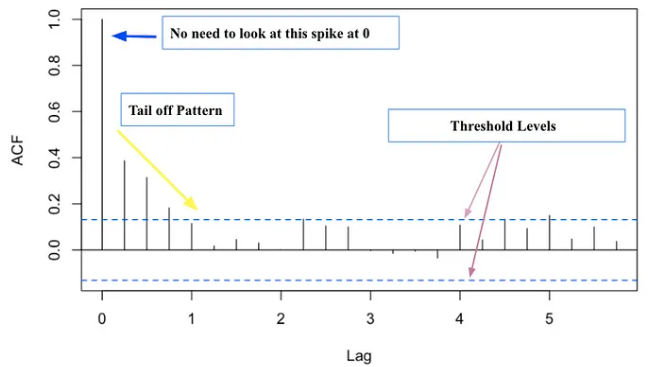 No need to look at this spike at 0
Tail off Pattern
Threshold Levels
ACF
1.0
0.8
0.6
0.4
0.2
0.0
0 1 2 3 4 5
Lag